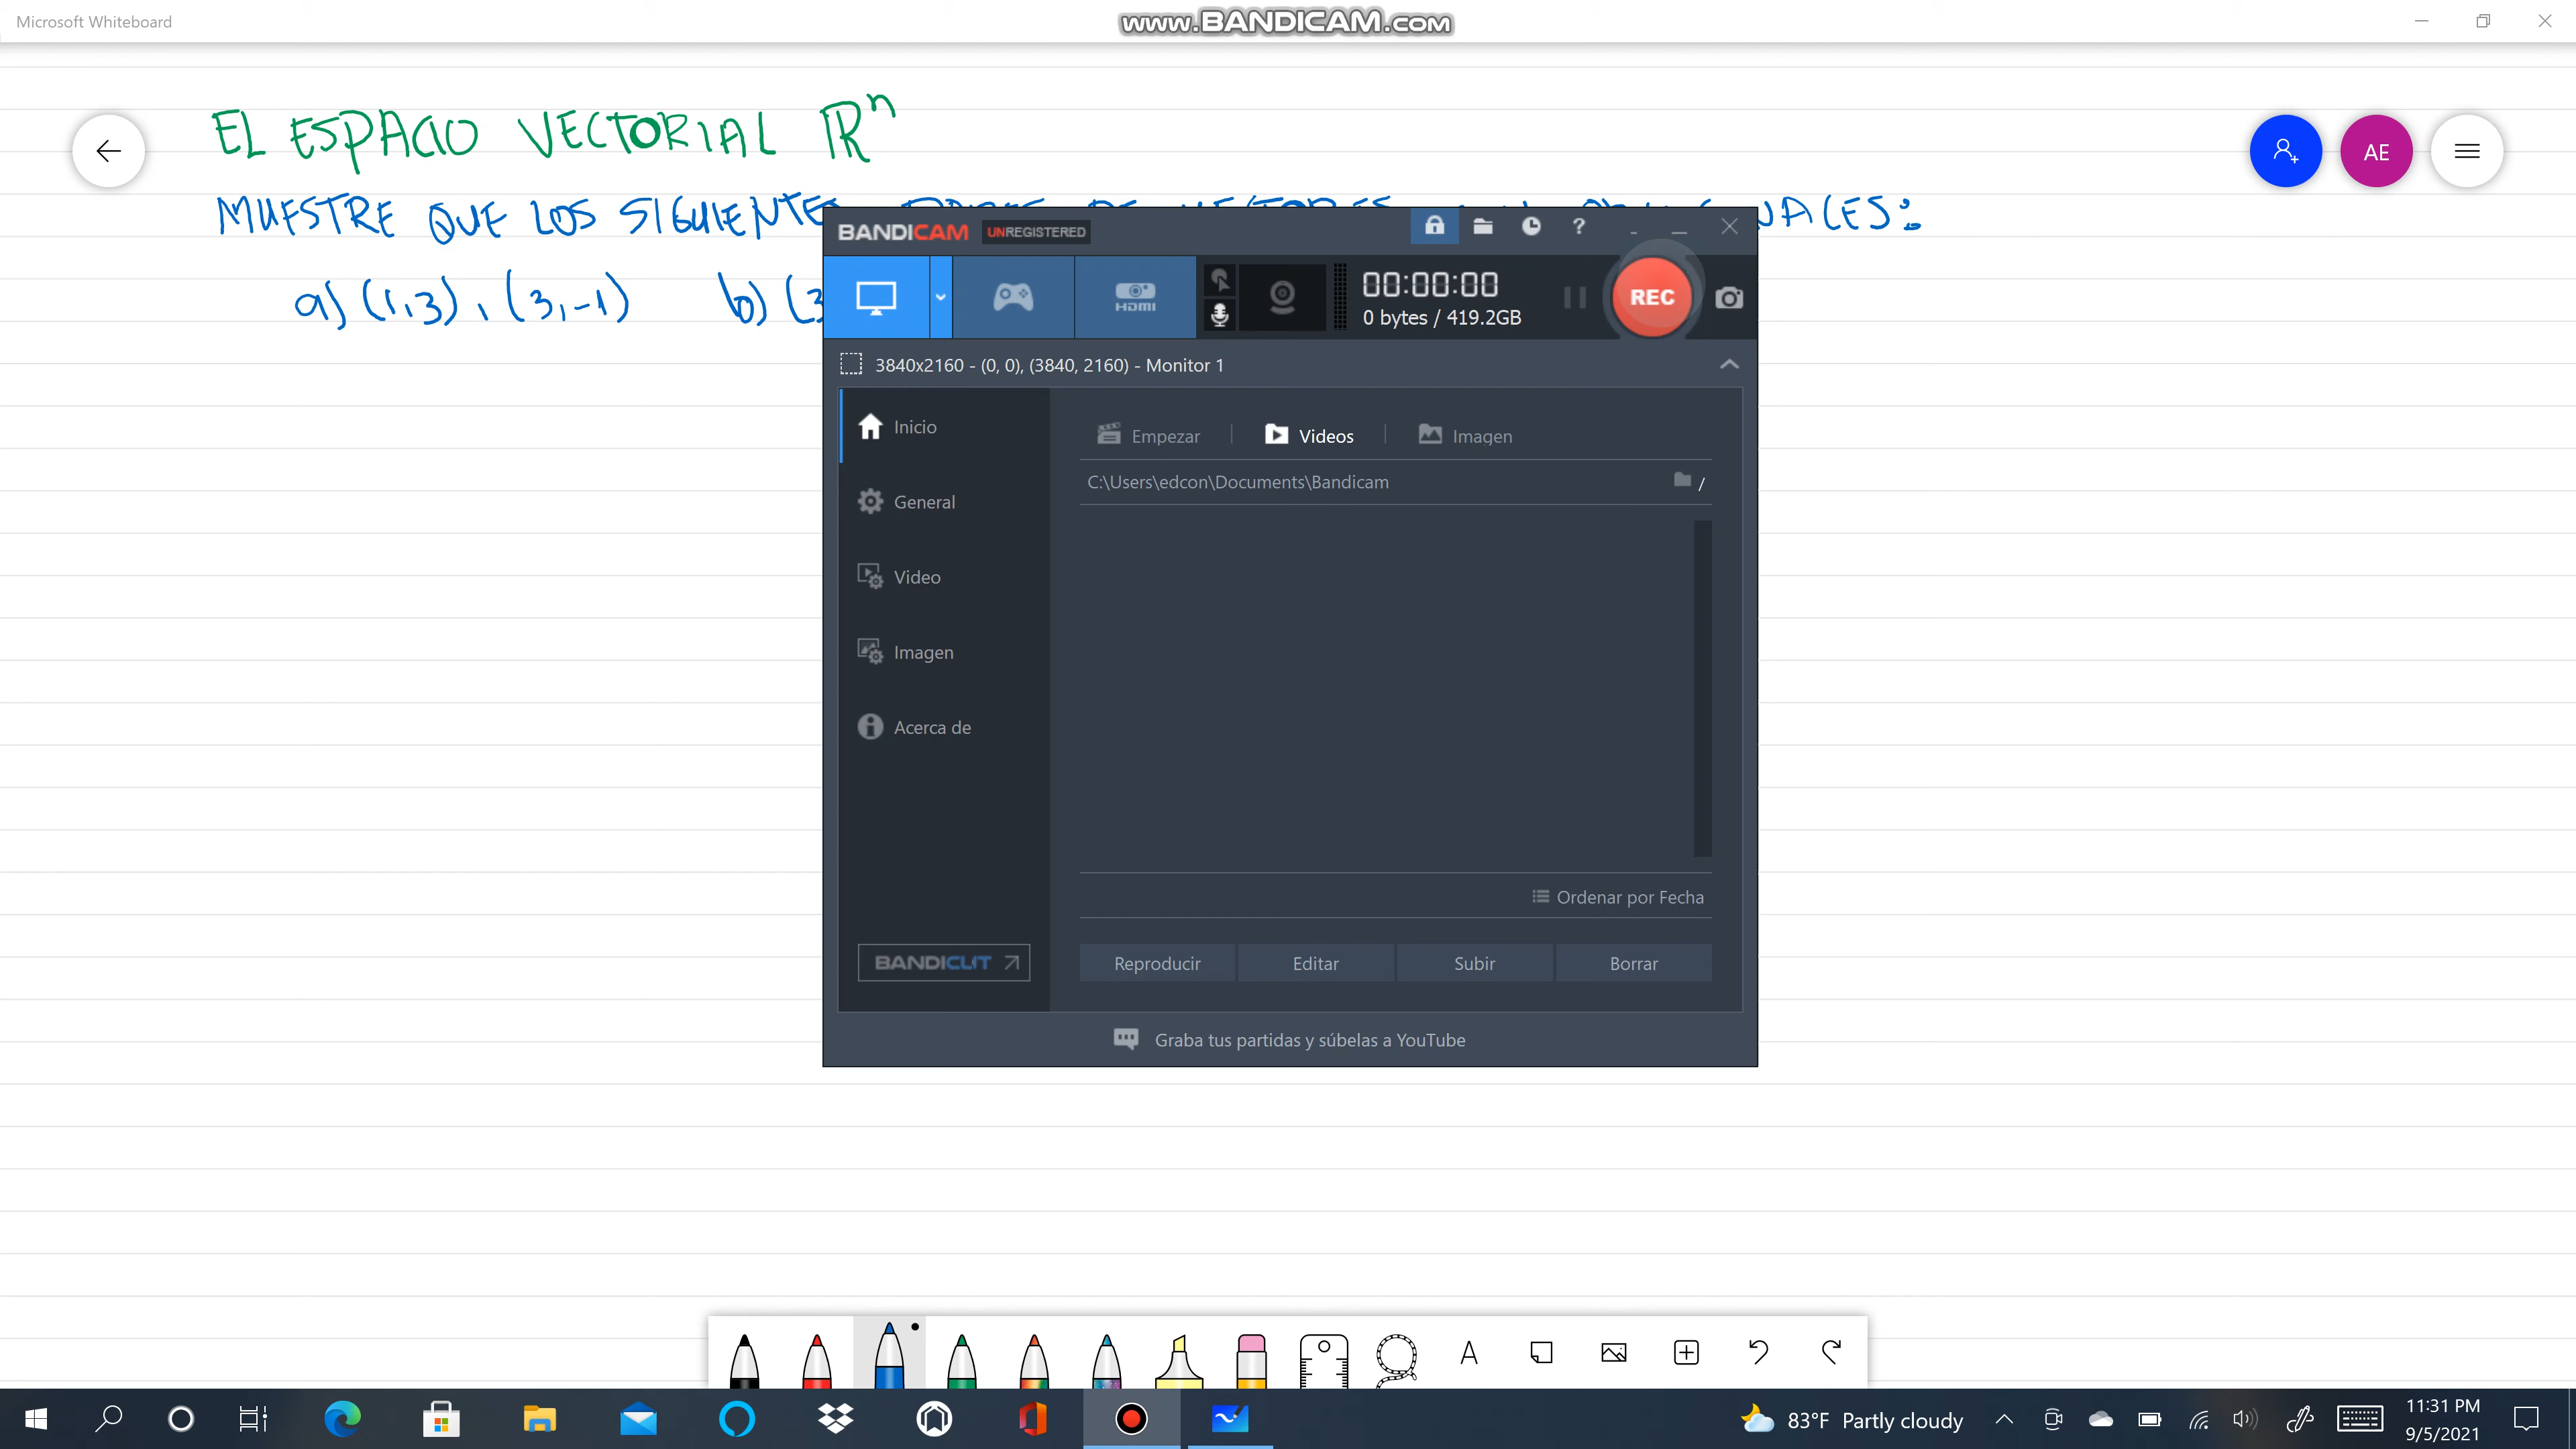 Microsoft Whiteboard
www.BANDICAM.com
EL ESPACIO VECTORIAL ℝⁿ
MUESTRE QUE LOS SIGUIENTES
NALES:
a) (1,3), (3,-1) b) (3
AE
BANDICAM UNREGISTERED
?
HDMI
00:00:00
0 bytes / 419.2GB
REC
3840x2160 - (0, 0), (3840, 2160) - Monitor 1
Inicio
General
Video
Imagen
Acerca de
Empezar | Videos | Imagen
C:\Users\edcon\Documents\Bandicam
/
Ordenar por Fecha
BANDICUT
Reproducir Editar Subir Borrar
Graba tus partidas y súbelas a YouTube
A
83°F Partly cloudy
11:31 PM
9/5/2021